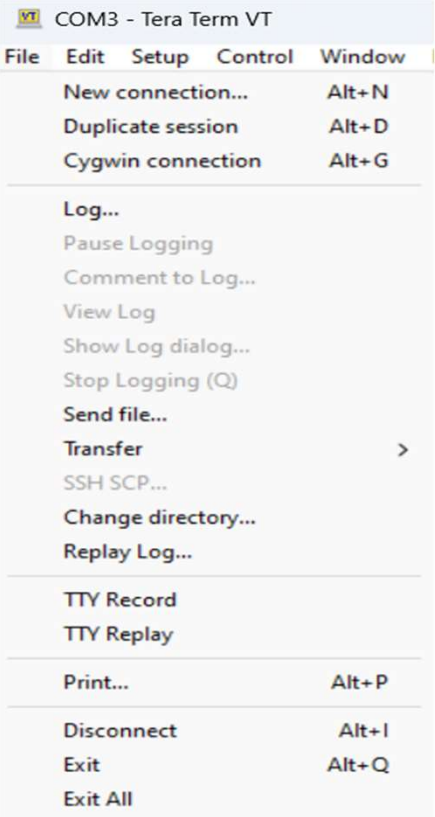 COM3 - Tera Term VT
File Edit Setup Control Window
New connection... Alt+N
Duplicate session Alt+D
Cygwin connection Alt+G
Log...
Pause Logging
Comment to Log...
View Log
Show Log dialog...
Stop Logging (Q)
Send file...
Transfer >
SSH SCP...
Change directory...
Replay Log...
TTY Record
TTY Replay
Print... Alt+P
Disconnect Alt+I
Exit Alt+Q
Exit All